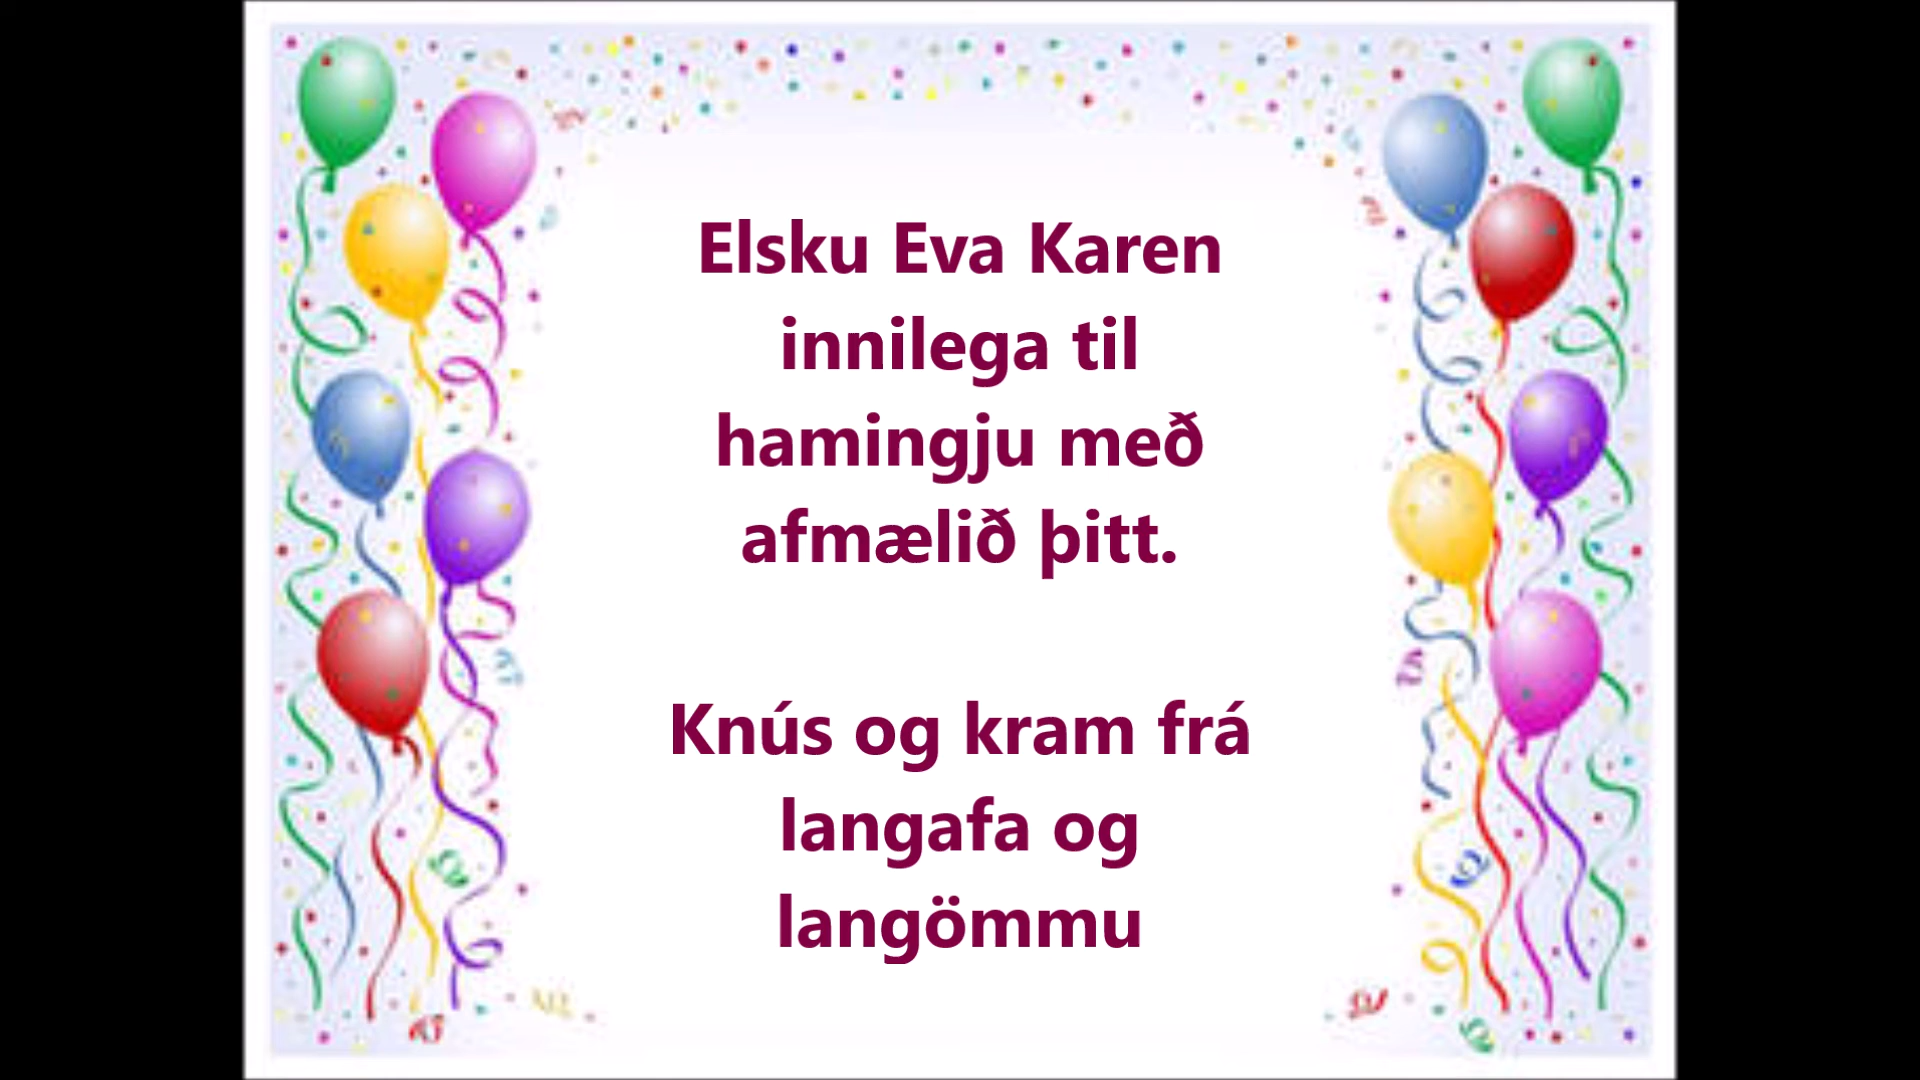 Elsku Eva Karen
innilega til
hamingju með
afmælið þitt.
Knús og kram frá
langafa og
langömmu